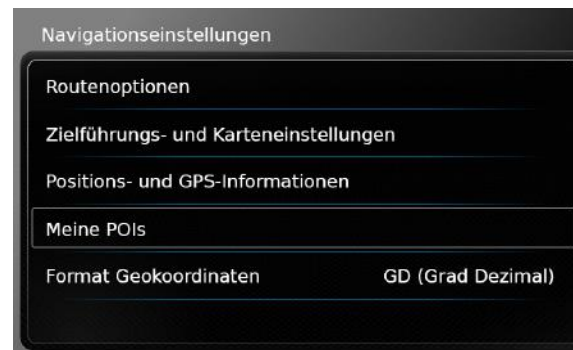 Navigationseinstellungen
Routenoptionen
Zielführungs- und Karteneinstellungen
Positions- und GPS-Informationen
Meine POIs
Format Geokoordinaten GD (Grad Dezimal)